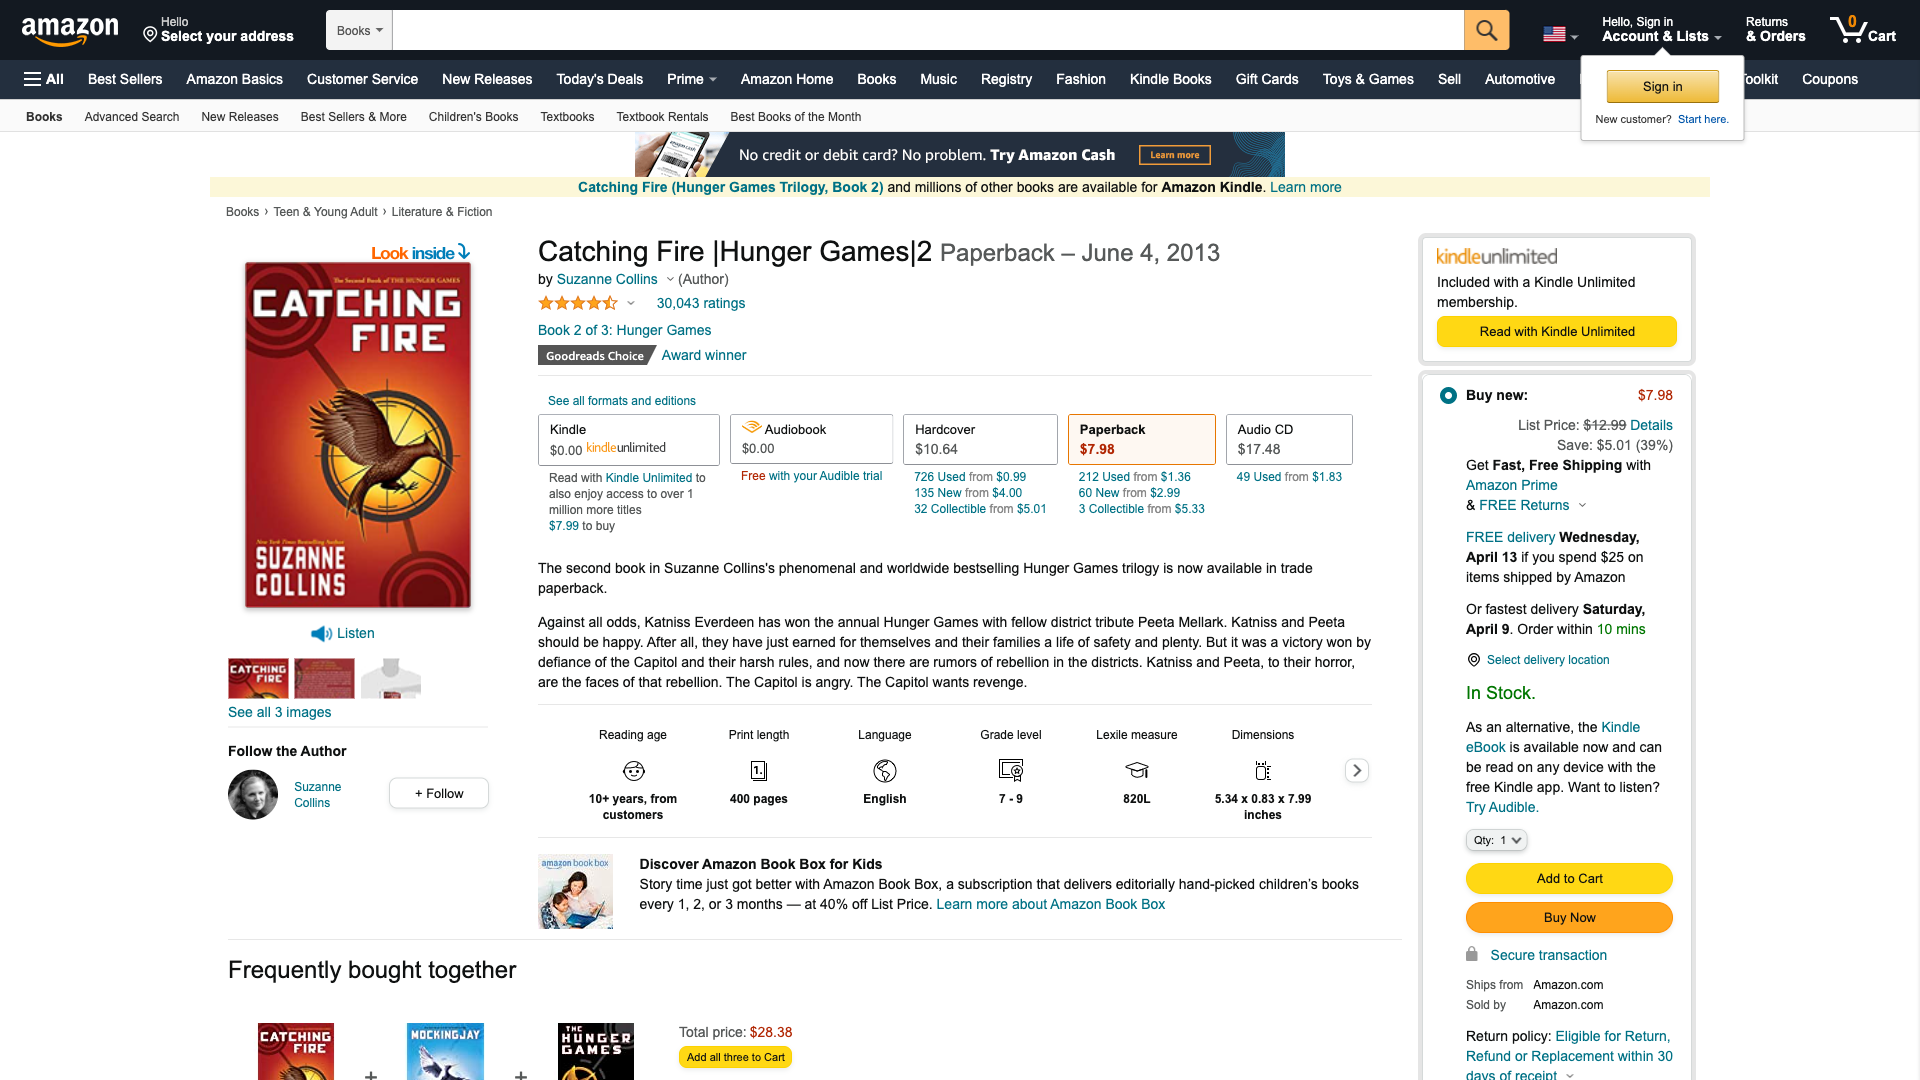 amazon
Hello
Select your address
Books
Hello, Sign in
Account & Lists
Returns
& Orders
0
Cart
All
Best Sellers
Amazon Basics
Customer Service
New Releases
Today's Deals
Prime
Amazon Home
Books
Music
Registry
Fashion
Kindle Books
Gift Cards
Toys & Games
Sell
Automotive
Coupons
Sign in
New customer? Start here.
Books
Advanced Search
New Releases
Best Sellers & More
Children's Books
Textbooks
Textbook Rentals
Best Books of the Month
No credit or debit card? No problem. Try Amazon Cash
Learn more
Catching Fire (Hunger Games Trilogy, Book 2) and millions of other books are available for Amazon Kindle. Learn more
Books › Teen & Young Adult › Literature & Fiction
Look inside
The Second Book of THE HUNGER GAMES
CATCHING
FIRE
New York Times Bestselling Author
SUZANNE
COLLINS
Listen
CATCHING
FIRE
See all 3 images
Follow the Author
Suzanne
Collins
+ Follow
Catching Fire |Hunger Games|2 Paperback – June 4, 2013
by Suzanne Collins (Author)
30,043 ratings
Book 2 of 3: Hunger Games
Goodreads Choice Award winner
See all formats and editions
Kindle
$0.00 kindleunlimited
Read with Kindle Unlimited to
also enjoy access to over 1
million more titles
$7.99 to buy
Audiobook
$0.00
Free with your Audible trial
Hardcover
$10.64
726 Used from $0.99
135 New from $4.00
32 Collectible from $5.01
Paperback
$7.98
212 Used from $1.36
60 New from $2.99
3 Collectible from $5.33
Audio CD
$17.48
49 Used from $1.83
The second book in Suzanne Collins's phenomenal and worldwide bestselling Hunger Games trilogy is now available in trade
paperback.
Against all odds, Katniss Everdeen has won the annual Hunger Games with fellow district tribute Peeta Mellark. Katniss and Peeta
should be happy. After all, they have just earned for themselves and their families a life of safety and plenty. But it was a victory won by
defiance of the Capitol and their harsh rules, and now there are rumors of rebellion in the districts. Katniss and Peeta, to their horror,
are the faces of that rebellion. The Capitol is angry. The Capitol wants revenge.
Reading age
10+ years, from
customers
Print length
1.
400 pages
Language
English
Grade level
7 - 9
Lexile measure
820L
Dimensions
5.34 x 0.83 x 7.99
inches
amazon book box
Discover Amazon Book Box for Kids
Story time just got better with Amazon Book Box, a subscription that delivers editorially hand-picked children's books
every 1, 2, or 3 months — at 40% off List Price. Learn more about Amazon Book Box
Frequently bought together
CATCHING
FIRE
+
MOCKINGJAY
+
THE
HUNGER
GAMES
Total price: $28.38
Add all three to Cart
kindleunlimited
Included with a Kindle Unlimited
membership.
Read with Kindle Unlimited
Buy new: $7.98
List Price: $12.99 Details
Save: $5.01 (39%)
Get Fast, Free Shipping with
Amazon Prime
& FREE Returns
FREE delivery Wednesday,
April 13 if you spend $25 on
items shipped by Amazon
Or fastest delivery Saturday,
April 9. Order within 10 mins
Select delivery location
In Stock.
As an alternative, the Kindle
eBook is available now and can
be read on any device with the
free Kindle app. Want to listen?
Try Audible.
Qty: 1
Add to Cart
Buy Now
Secure transaction
Ships from Amazon.com
Sold by Amazon.com
Return policy: Eligible for Return,
Refund or Replacement within 30
days of receipt